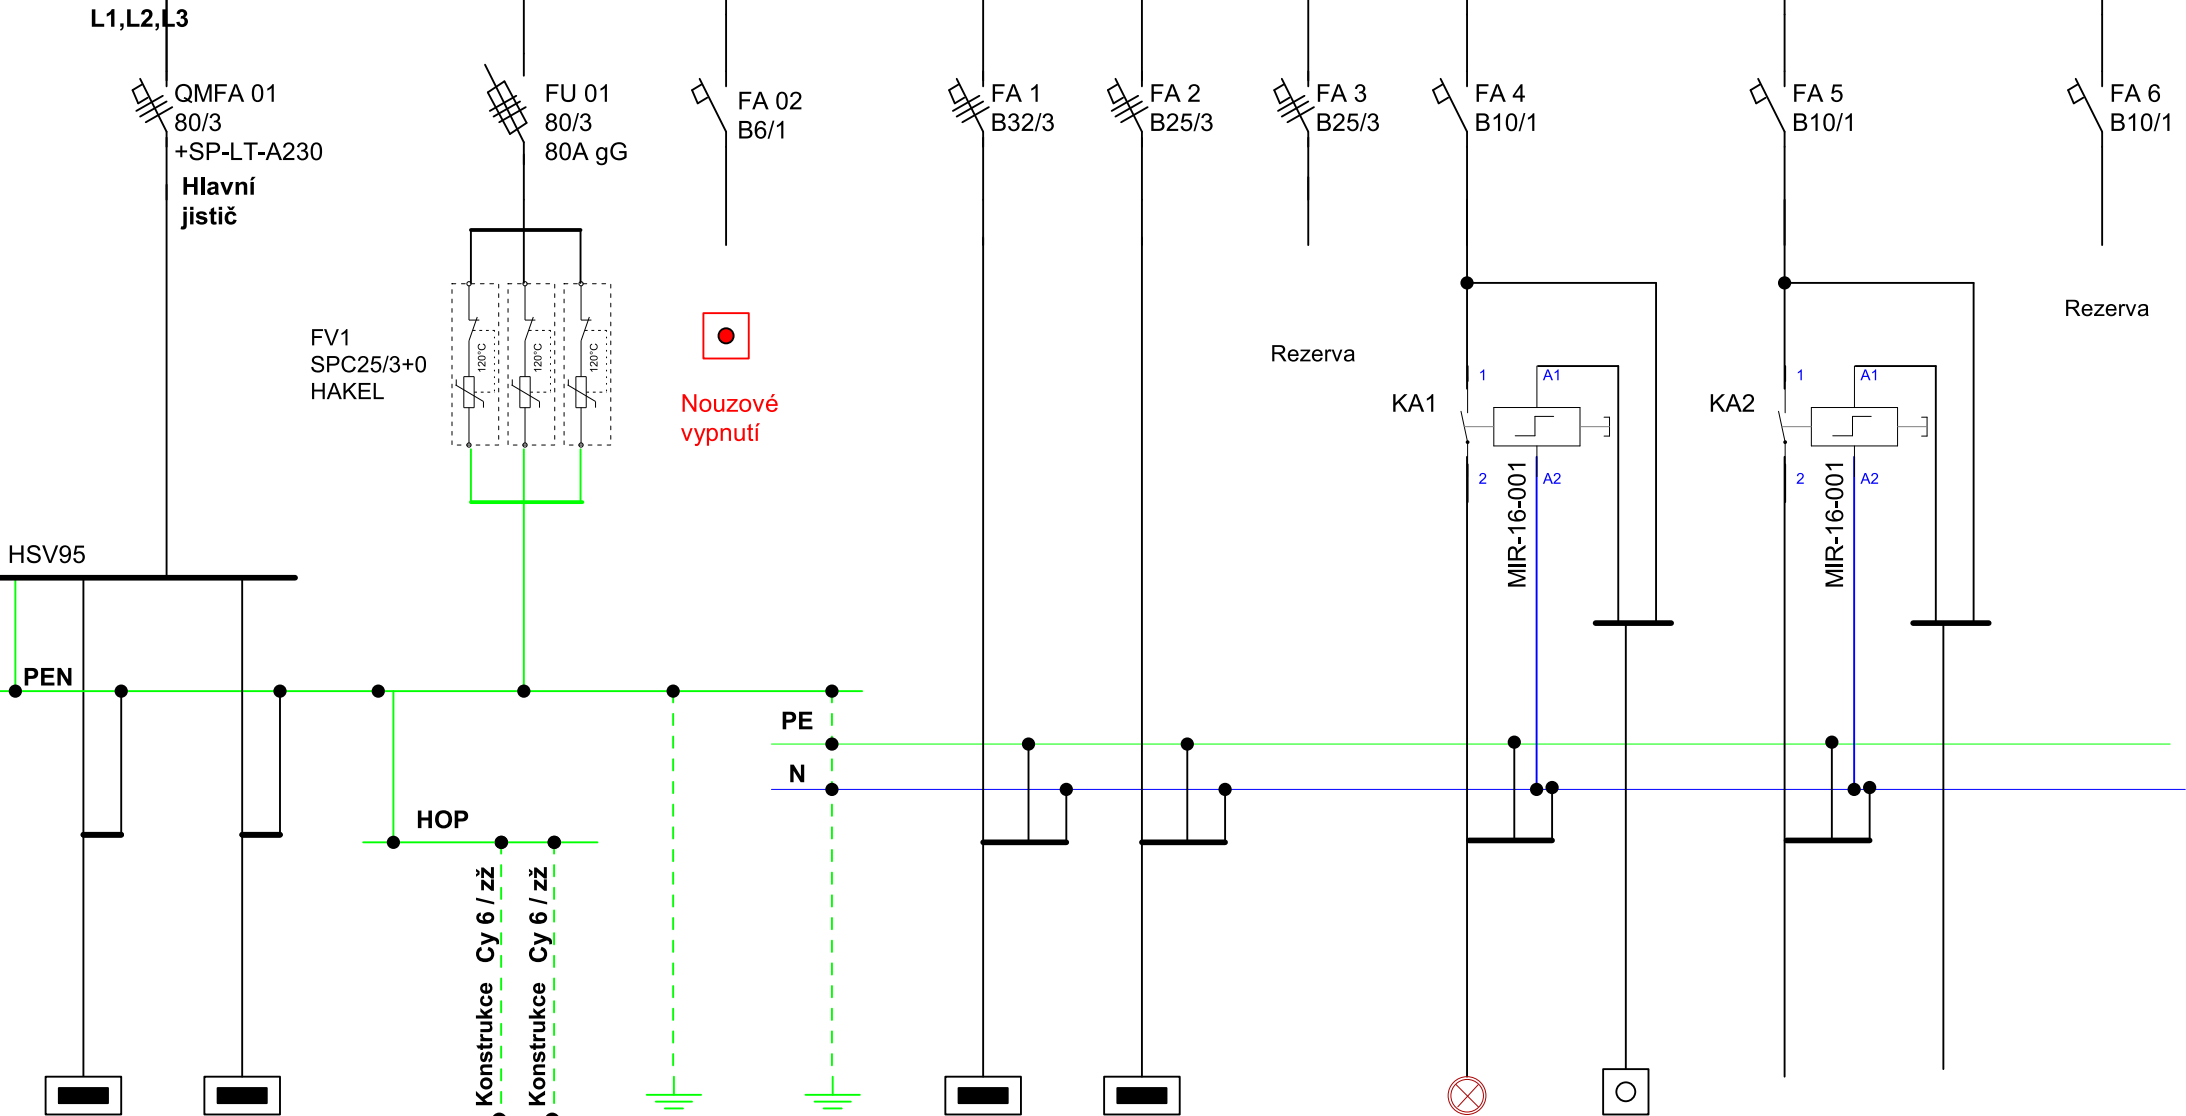 L1,L2,L3
QMFA 01
80/3
+SP-LT-A230
Hlavní
jistič
FU 01
80/3
80A gG
FA 02
B6/1
FA 1
B32/3
FA 2
B25/3
FA 3
B25/3
FA 4
B10/1
FA 5
B10/1
FA 6
B10/1
FV1
SPC25/3+0
HAKEL
120°C
120°C
120°C
Nouzové
vypnutí
Rezerva
Rezerva
KA1
1
A1
2
A2
MIR-16-001
KA2
1
A1
2
A2
MIR-16-001
HSV95
PEN
PE
N
HOP
Konstrukce Cy 6 / zž
Konstrukce Cy 6 / zž